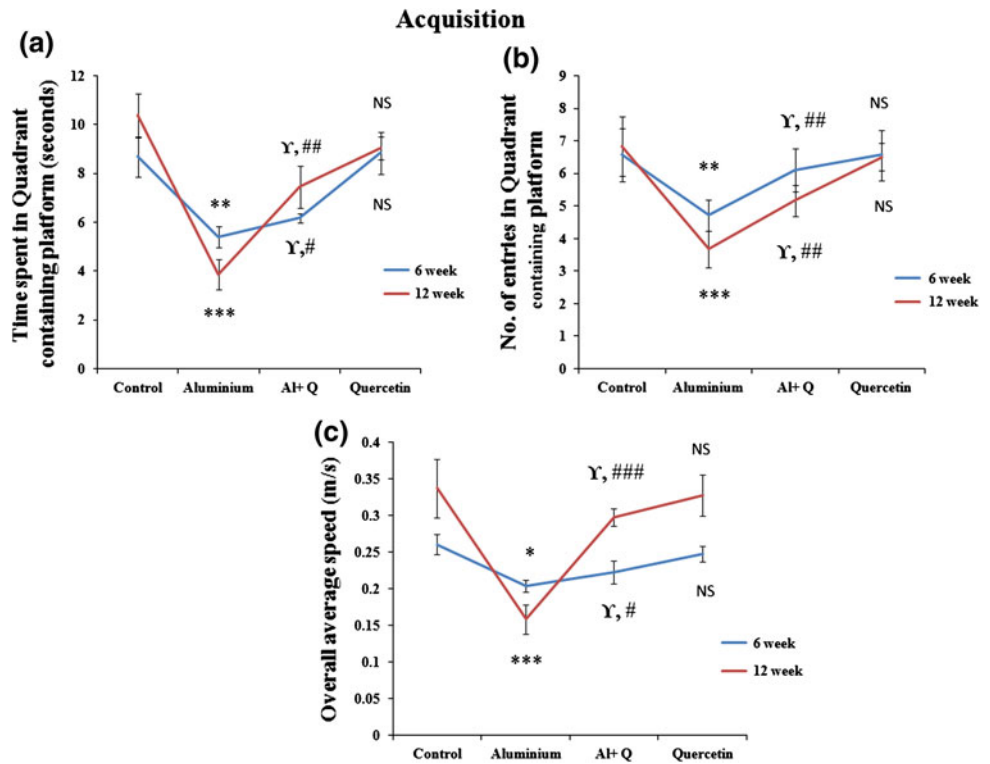 Acquisition
(a)
Time spent in Quadrant
containing platform (seconds)
12
10
8
6
4
2
0
NS
ϒ, ##
**
NS
ϒ,#
***
6 week
12 week
Control Aluminium Al+ Q Quercetin
(b)
No. of entries in Quadrant
containing platform
9
8
7
6
5
4
3
2
1
0
NS
ϒ, ##
**
NS
ϒ, ##
***
6 week
12 week
Control Aluminium Al+ Q Quercetin
(c)
Overall average speed (m/s)
0.4
0.35
0.3
0.25
0.2
0.15
0.1
0.05
0
NS
ϒ, ###
*
NS
ϒ, #
***
6 week
12 week
Control Aluminium Al+ Q Quercetin